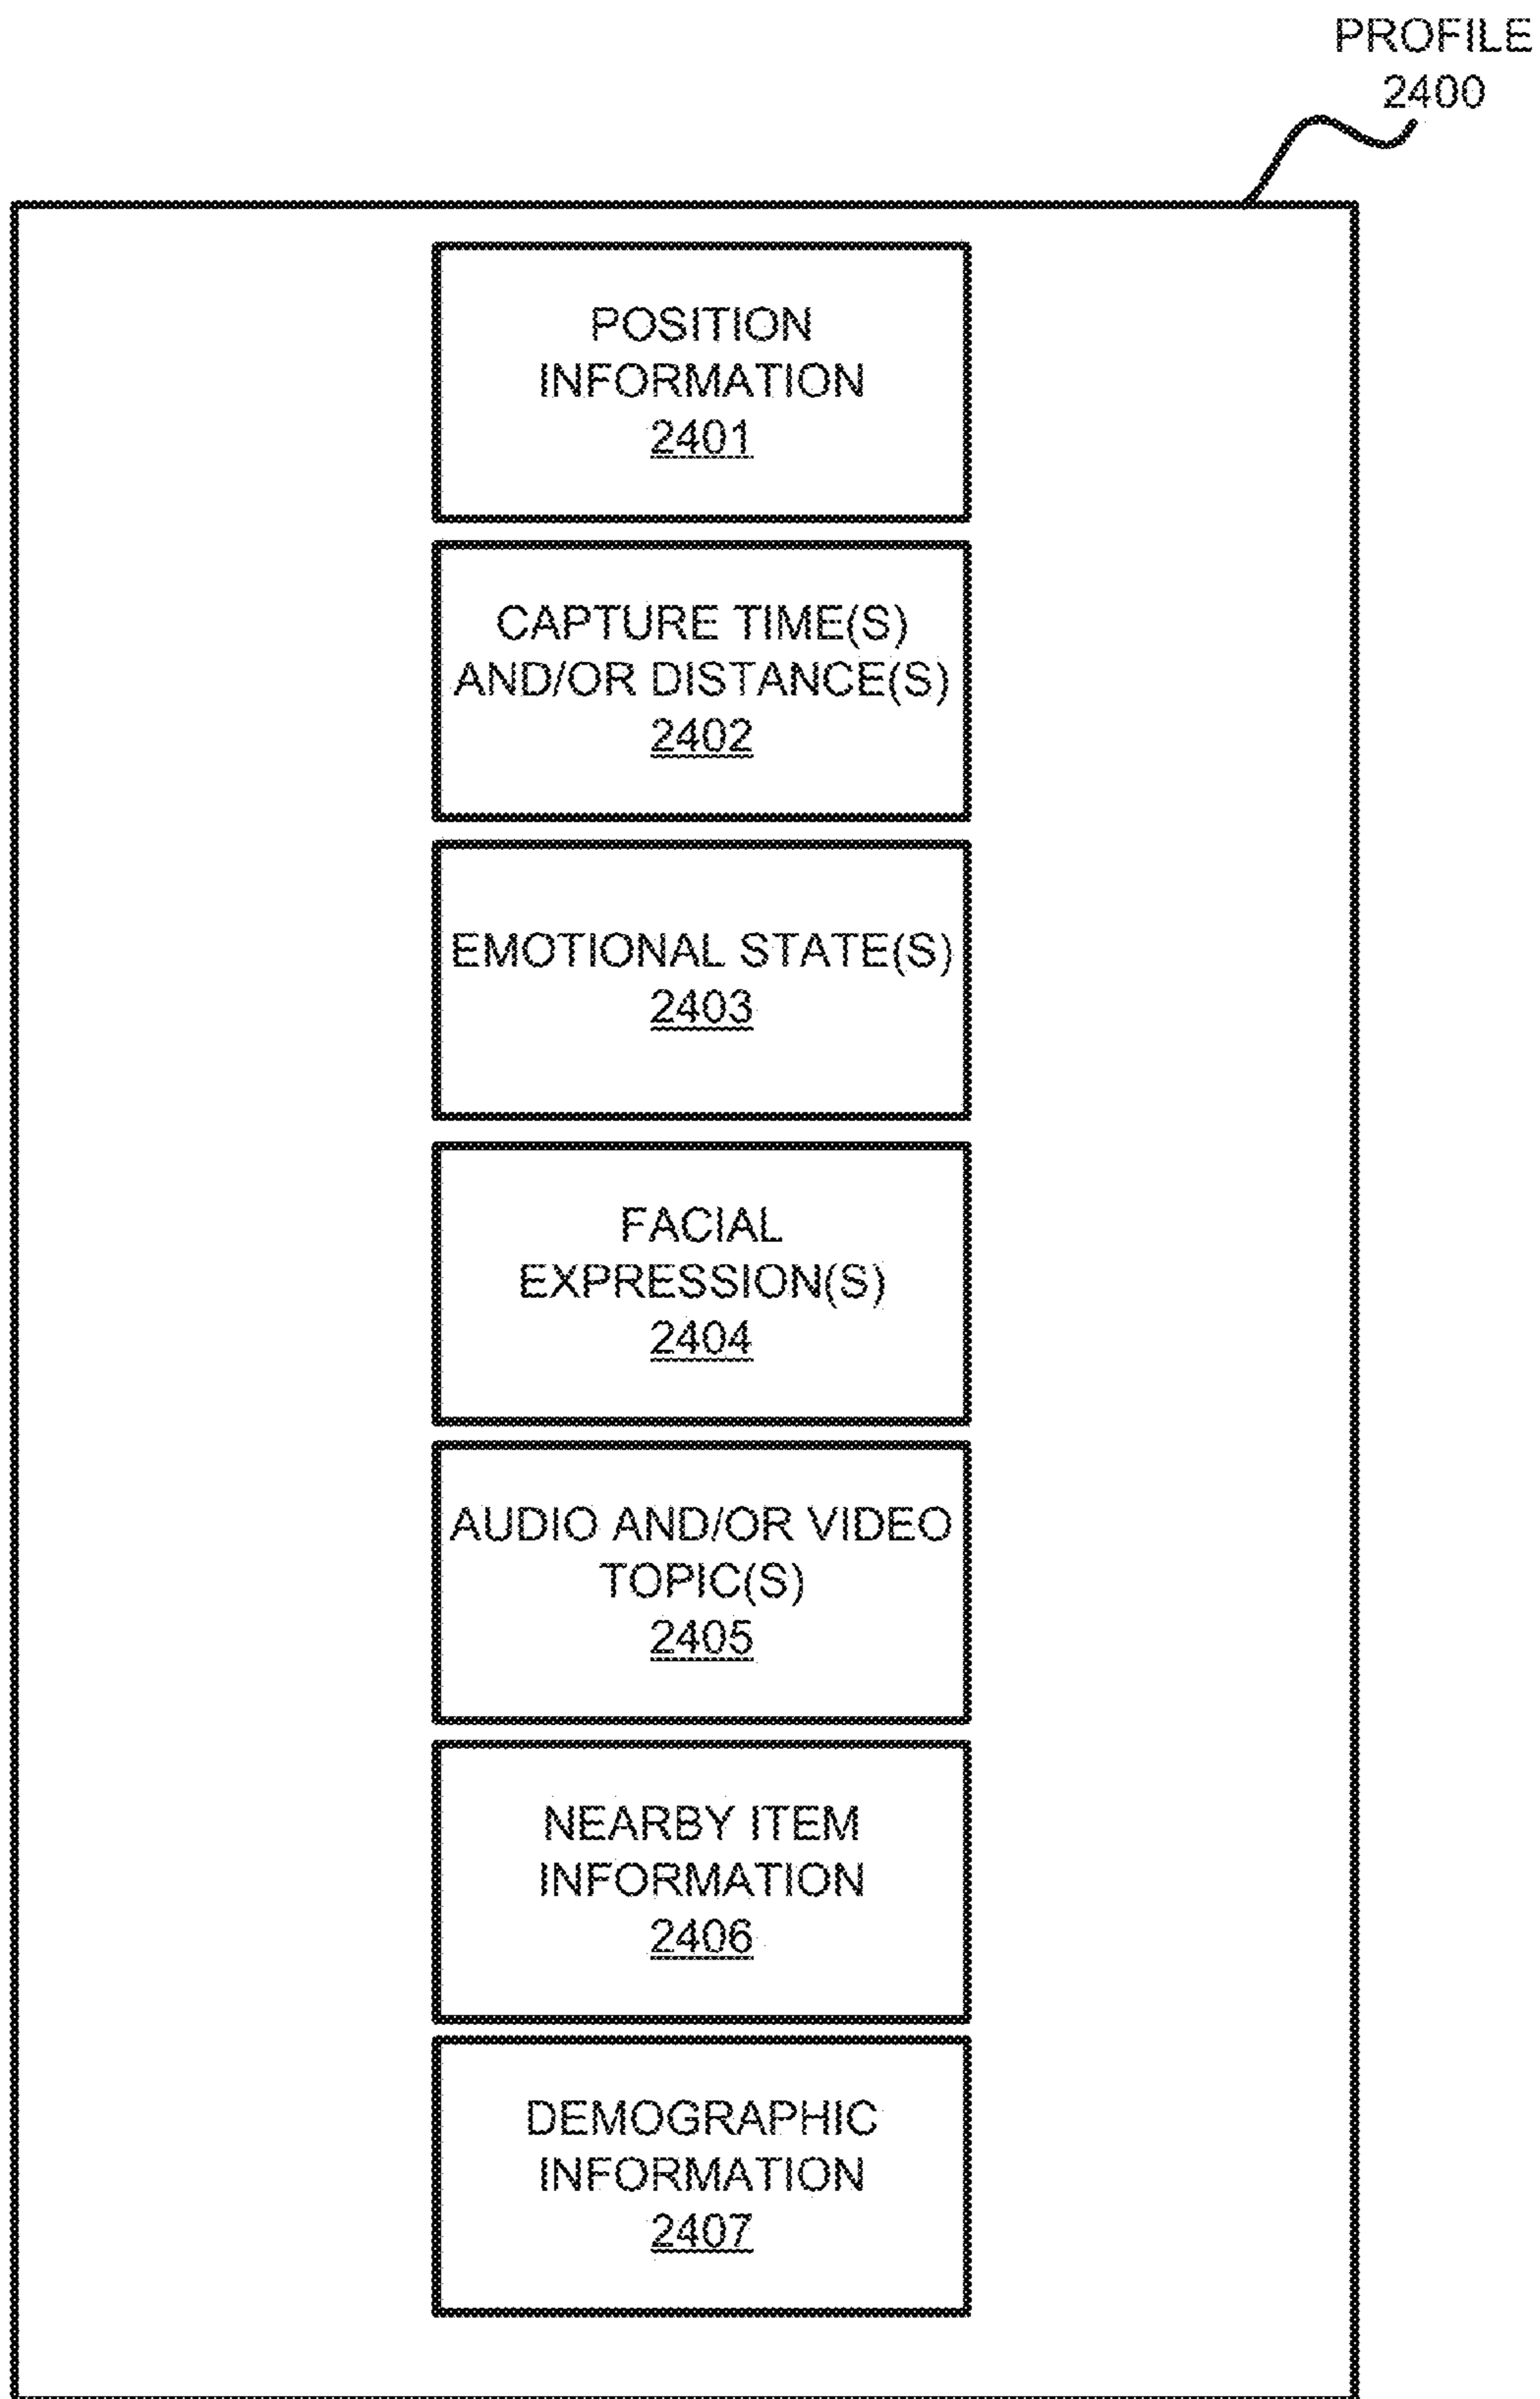 PROFILE
2400
POSITION
INFORMATION
2401
CAPTURE TIME(S)
AND/OR DISTANCE(S)
2402
EMOTIONAL STATE(S)
2403
FACIAL
EXPRESSION(S)
2404
AUDIO AND/OR VIDEO
TOPIC(S)
2405
NEARBY ITEM
INFORMATION
2406
DEMOGRAPHIC
INFORMATION
2407